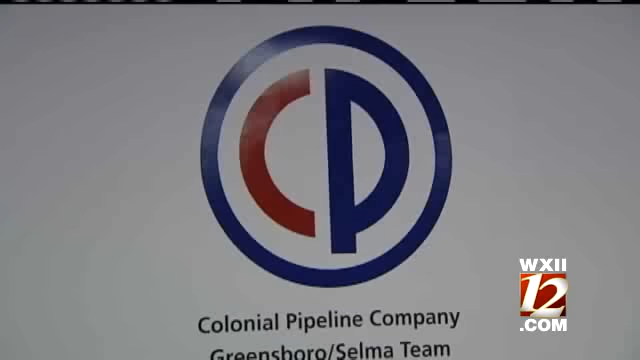 CP
Colonial Pipeline Company
Greensboro/Selma Team
WXII
12
.COM